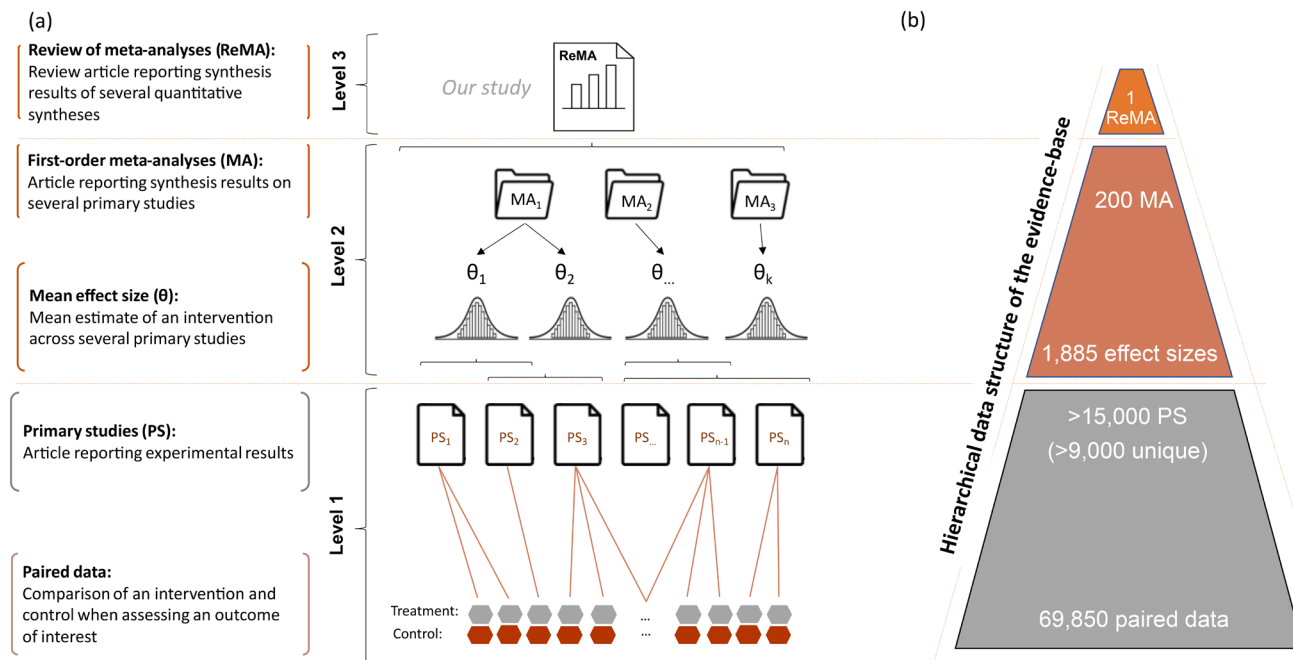 (a)
(b)
Review of meta-analyses (ReMA):
Review article reporting synthesis
results of several quantitative
syntheses
Level 3
Our study
ReMA
First-order meta-analyses (MA):
Article reporting synthesis results on
several primary studies
Level 2
MA1
MA2
MA3
θ1
θ2
θ...
θk
Mean effect size (θ):
Mean estimate of an intervention
across several primary studies
Primary studies (PS):
Article reporting experimental results
Level 1
PS1
PS2
PS3
PS...
PSn-1
PSn
Paired data:
Comparison of an intervention and
control when assessing an outcome
of interest
Treatment:
...
Control:
...
Hierarchical data structure of the evidence-base
1
ReMA
200 MA
1,885 effect sizes
>15,000 PS
(>9,000 unique)
69,850 paired data